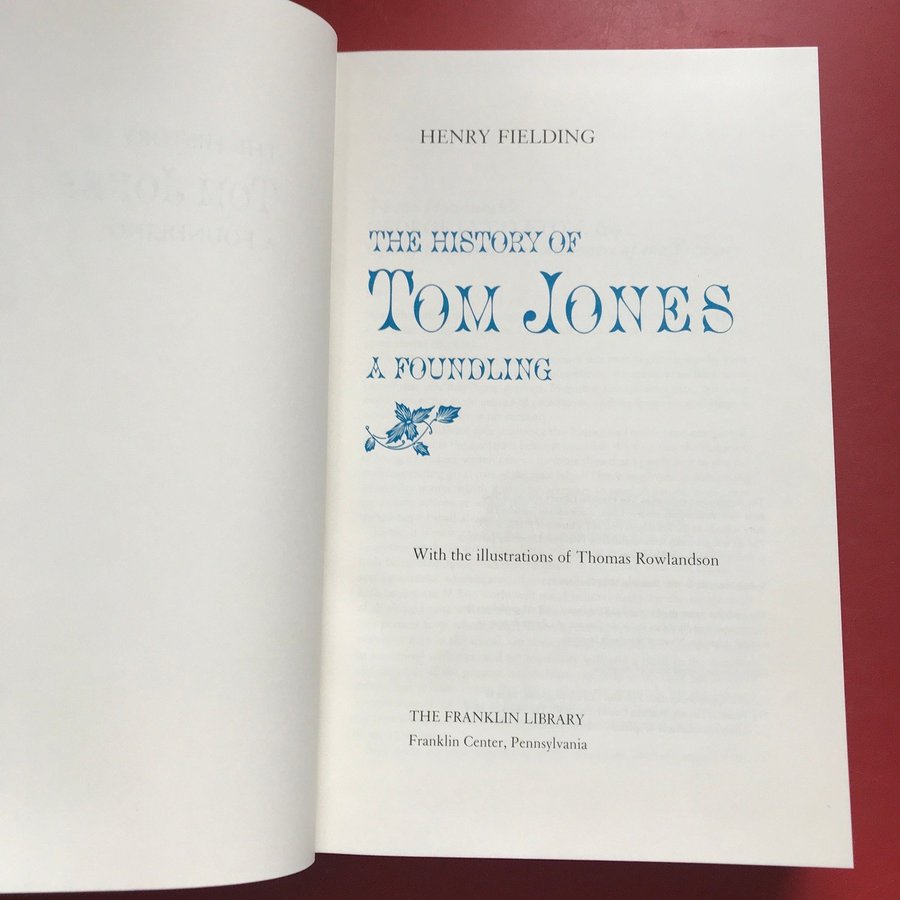 HENRY FIELDING
THE HISTORY OF
TOM JONES
A FOUNDLING
With the illustrations of Thomas Rowlandson
THE FRANKLIN LIBRARY
Franklin Center, Pennsylvania